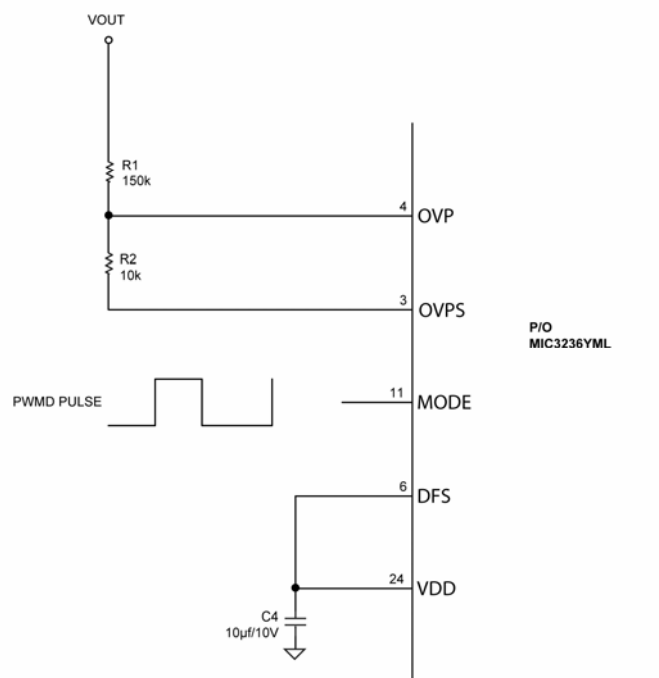 VOUT
R1
150k
4
OVP
R2
10k
3
OVPS
P/O
MIC3236YML
PWMD PULSE
11
MODE
6
DFS
24
VDD
C4
10µf/10V